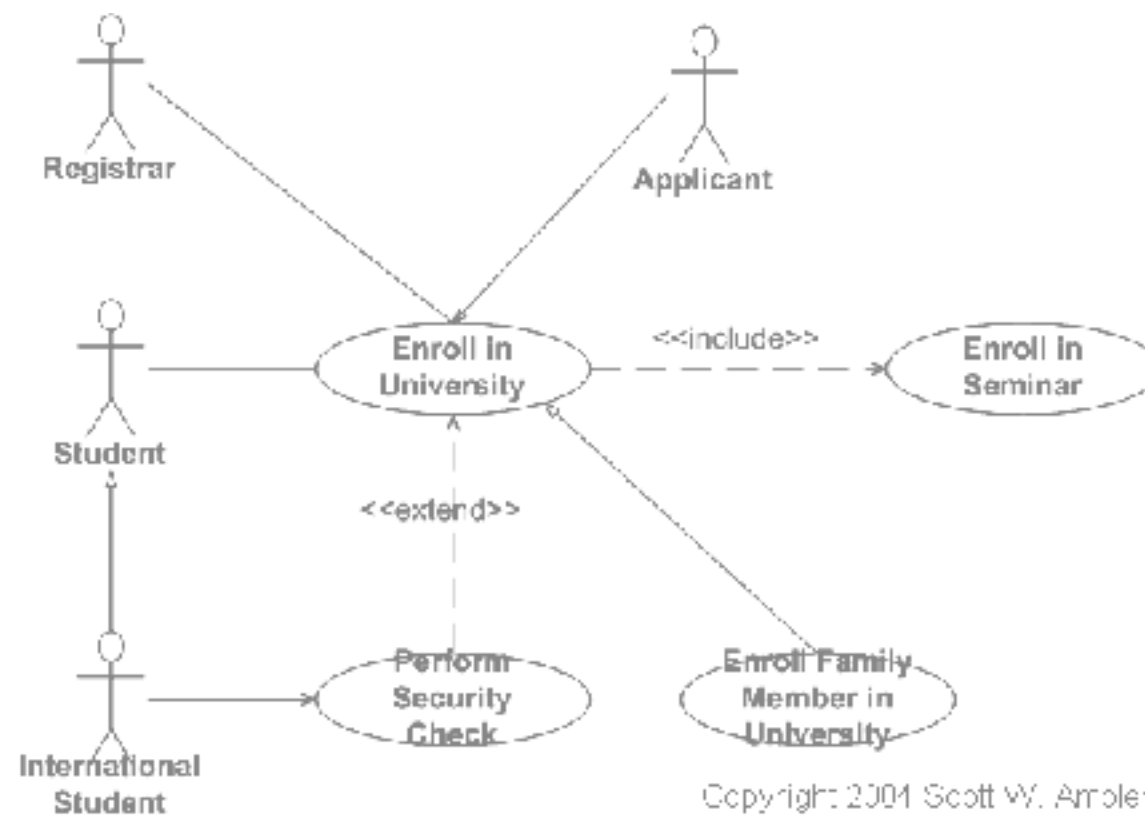 Registrar
Applicant
Enroll in
University
<<include>>
Enroll in
Seminar
Student
<<extend>>
Perform
Security
Check
Enroll Family
Member in
University
International
Student
Copyright 2004 Scott W. Ambler